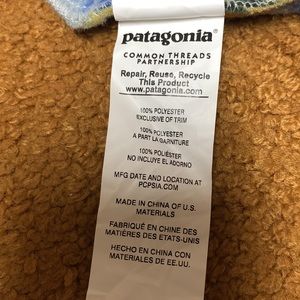 patagonia®
COMMON THREADS
PARTNERSHIP
Repair, Reuse, Recycle
This Product
www.patagonia.com
100% POLYESTER
EXCLUSIVE OF TRIM
100% POLYESTER
A PART LA GARNITURE
100% POLIÉSTER
NO INCLUYE EL ADORNO
MFG DATE AND LOCATION AT
PCPSIA.COM
MADE IN CHINA OF U.S.
MATERIALS
FABRIQUÉ EN CHINE DES
MATIÈRES DES ETATS-UNIS
HECHO EN CHINA CON
MATERIALES DE EE.UU.